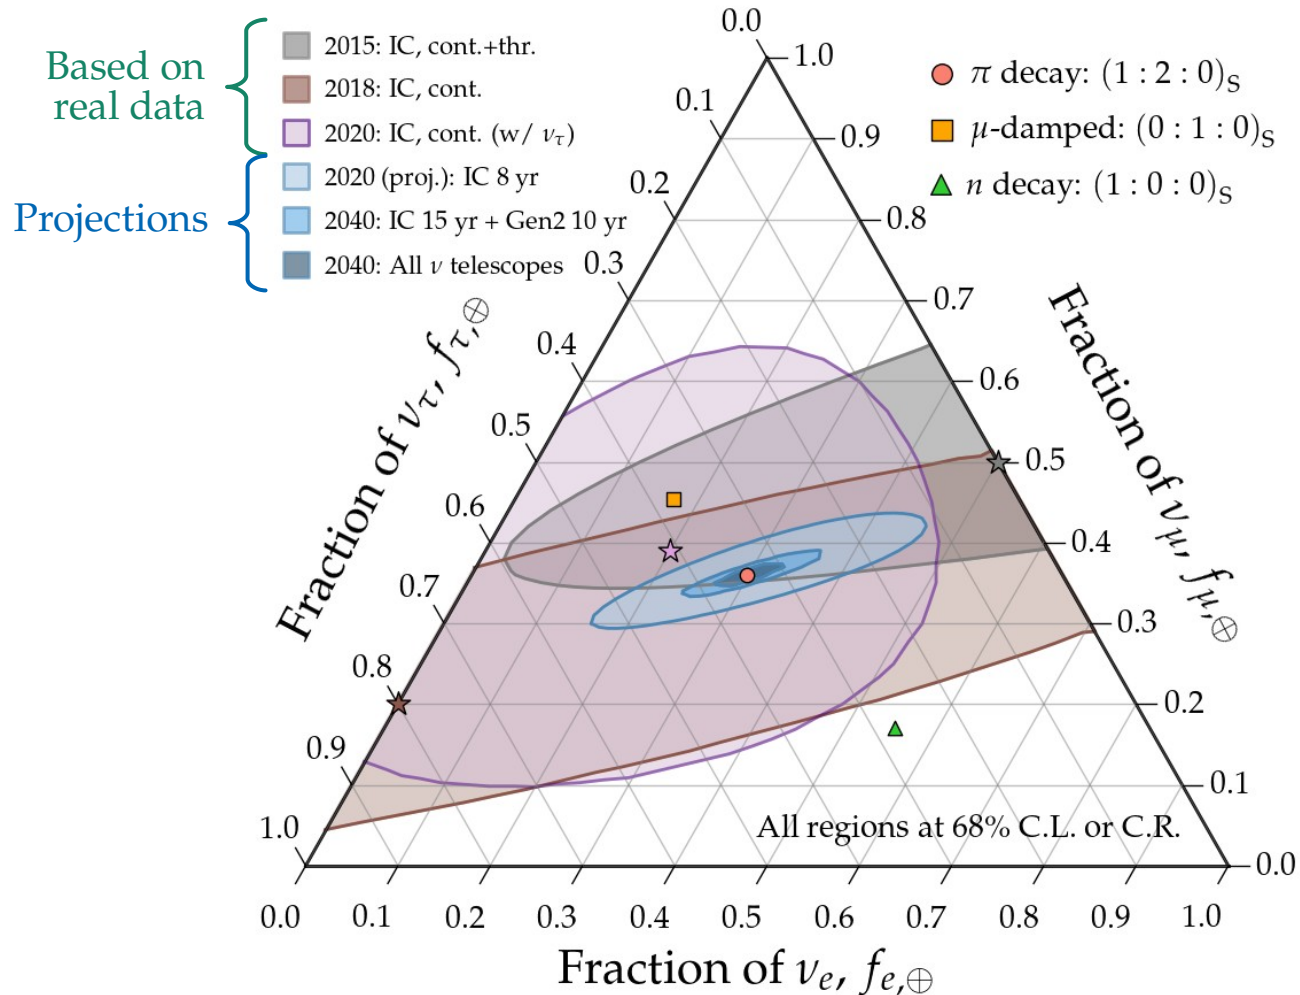 Based on
real data
Projections
2015: IC, cont.+thr.
2018: IC, cont.
2020: IC, cont. (w/ ντ)
2020 (proj.): IC 8 yr
2040: IC 15 yr + Gen2 10 yr
2040: All ν telescopes
π decay: (1 : 2 : 0)S
μ-damped: (0 : 1 : 0)S
n decay: (1 : 0 : 0)S
Fraction of ντ, fτ,⊕
0.0
0.1
0.2
0.3
0.4
0.5
0.6
0.7
0.8
0.9
1.0
Fraction of νμ, fμ,⊕
1.0
0.9
0.8
0.7
0.6
0.5
0.4
0.3
0.2
0.1
0.0
All regions at 68% C.L. or C.R.
0.0 0.1 0.2 0.3 0.4 0.5 0.6 0.7 0.8 0.9 1.0
Fraction of νe, fe,⊕